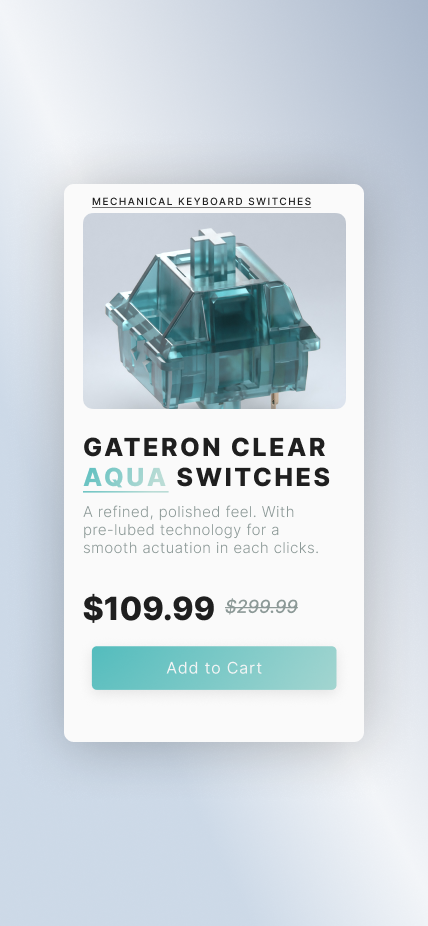 MECHANICAL KEYBOARD SWITCHES
GATERON CLEAR
AQUA SWITCHES
A refined, polished feel. With
pre-lubed technology for a
smooth actuation in each clicks.
$109.99 $299.99
Add to Cart